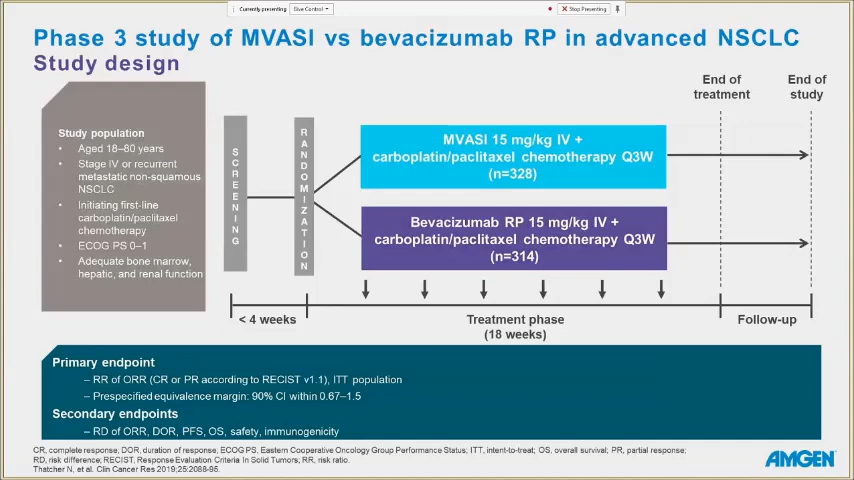 Currently presenting
Give Control
Stop Presenting
Phase 3 study of MVASI vs bevacizumab RP in advanced NSCLC
Study design
End of
treatment
End of
study
Study population
• Aged 18–80 years
• Stage IV or recurrent
metastatic non-squamous
NSCLC
• Initiating first-line
carboplatin/paclitaxel
chemotherapy
• ECOG PS 0–1
• Adequate bone marrow,
hepatic, and renal function
SCREENING
RANDOMIZATION
MVASI 15 mg/kg IV +
carboplatin/paclitaxel chemotherapy Q3W
(n=328)
Bevacizumab RP 15 mg/kg IV +
carboplatin/paclitaxel chemotherapy Q3W
(n=314)
< 4 weeks
Treatment phase
(18 weeks)
Follow-up
Primary endpoint
– RR of ORR (CR or PR according to RECIST v1.1), ITT population
– Prespecified equivalence margin: 90% CI within 0.67–1.5
Secondary endpoints
– RD of ORR, DOR, PFS, OS, safety, immunogenicity
CR, complete response; DOR, duration of response; ECOG PS, Eastern Cooperative Oncology Group Performance Status; ITT, intent-to-treat; OS, overall survival; PR, partial response;
RD, risk difference; RECIST, Response Evaluation Criteria In Solid Tumors; RR, risk ratio.
Thatcher N, et al. Clin Cancer Res 2019;25:2088-95.
AMGEN